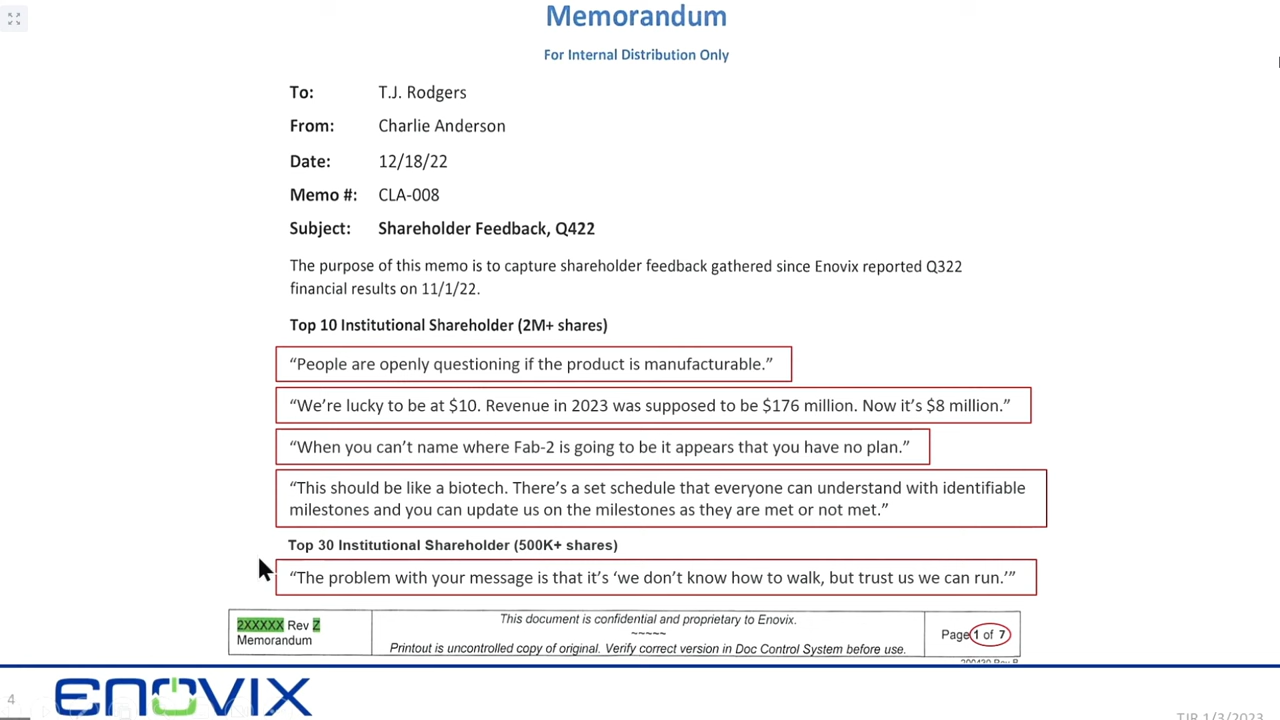 Memorandum
For Internal Distribution Only
To: T.J. Rodgers
From: Charlie Anderson
Date: 12/18/22
Memo #: CLA-008
Subject: Shareholder Feedback, Q422
The purpose of this memo is to capture shareholder feedback gathered since Enovix reported Q322
financial results on 11/1/22.
Top 10 Institutional Shareholder (2M+ shares)
“People are openly questioning if the product is manufacturable.”
“We’re lucky to be at $10. Revenue in 2023 was supposed to be $176 million. Now it’s $8 million.”
“When you can’t name where Fab-2 is going to be it appears that you have no plan.”
“This should be like a biotech. There’s a set schedule that everyone can understand with identifiable
milestones and you can update us on the milestones as they are met or not met.”
Top 30 Institutional Shareholder (500K+ shares)
“The problem with your message is that it’s ‘we don’t know how to walk, but trust us we can run.’”
2XXXXX Rev Z
Memorandum
This document is confidential and proprietary to Enovix.
~~~~~
Printout is uncontrolled copy of original. Verify correct version in Doc Control System before use.
Page 1 of 7
4
ENOVIX
TJR 1/3/2023